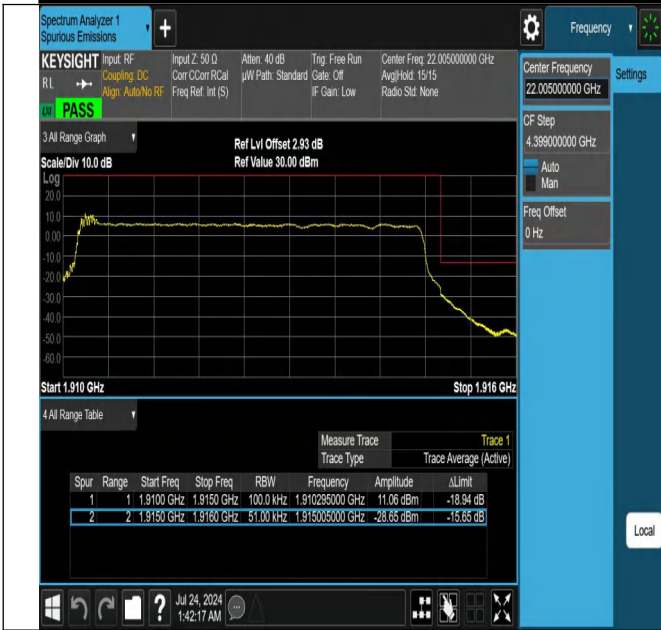 Spectrum Analyzer 1
Spurious Emissions
Frequency
KEYSIGHT
RL
LXI
PASS
Input: RF
Coupling: DC
Align: Auto/No RF
Input Z: 50 Ω
Corr CCorr RCal
Freq Ref: Int (S)
Atten: 40 dB
µW Path: Standard
Trig: Free Run
Gate: Off
IF Gain: Low
Center Freq: 22.005000000 GHz
Avg|Hold: 15/15
Radio Std: None
Center Frequency
22.005000000 GHz
Settings
CF Step
4.399000000 GHz
Auto
Man
Freq Offset
0 Hz
3 All Range Graph
Scale/Div 10.0 dB
Ref Lvl Offset 2.93 dB
Ref Value 30.00 dBm
Log
20.0
10.0
0.00
-10.0
-20.0
-30.0
-40.0
-50.0
-60.0
Start 1.910 GHz
Stop 1.916 GHz
4 All Range Table
Measure Trace Trace 1
Trace Type Trace Average (Active)
Spur Range Start Freq Stop Freq RBW Frequency Amplitude ΔLimit
1 1 1.9100 GHz 1.9150 GHz 100.0 kHz 1.910295000 GHz 11.06 dBm -18.94 dB
2 2 1.9150 GHz 1.9160 GHz 51.00 kHz 1.915005000 GHz -28.65 dBm -15.65 dB
Local
Jul 24, 2024
1:42:17 AM